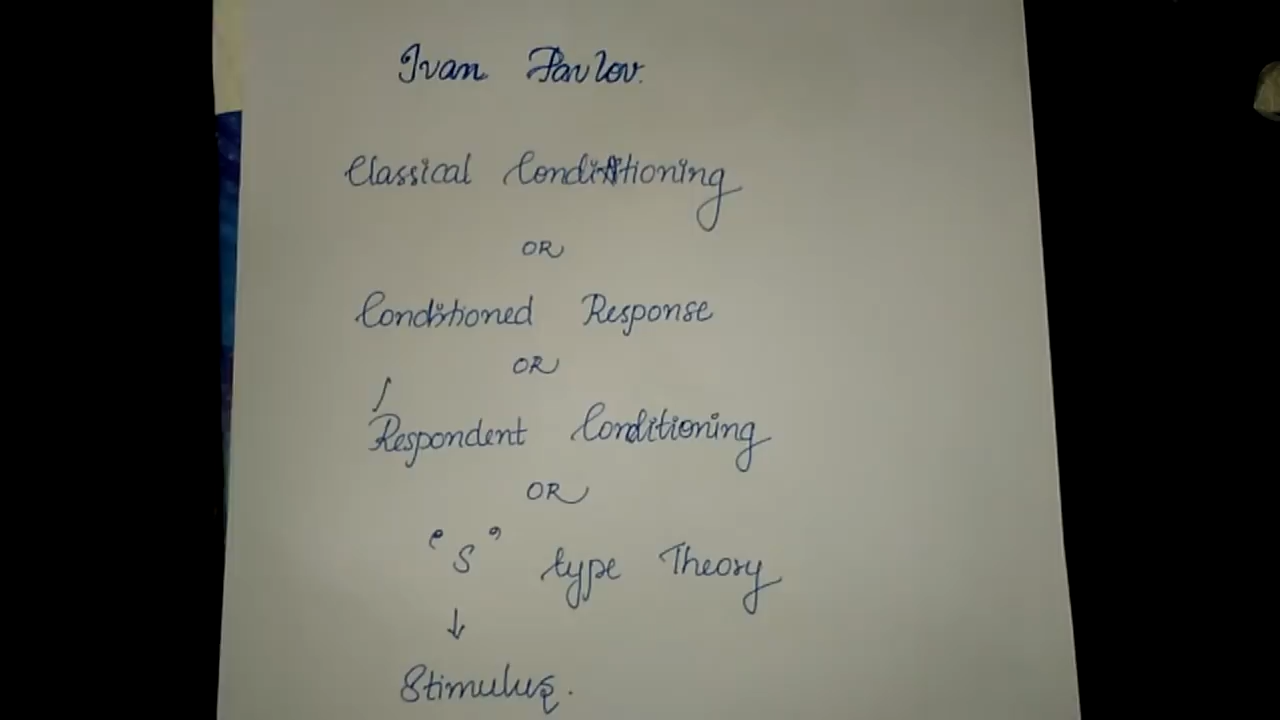 Ivan Pavlov.
Classical Conditioning
OR
Conditioned Response
OR
Respondent Conditioning
OR
'S' type Theory
↓
Stimulus.